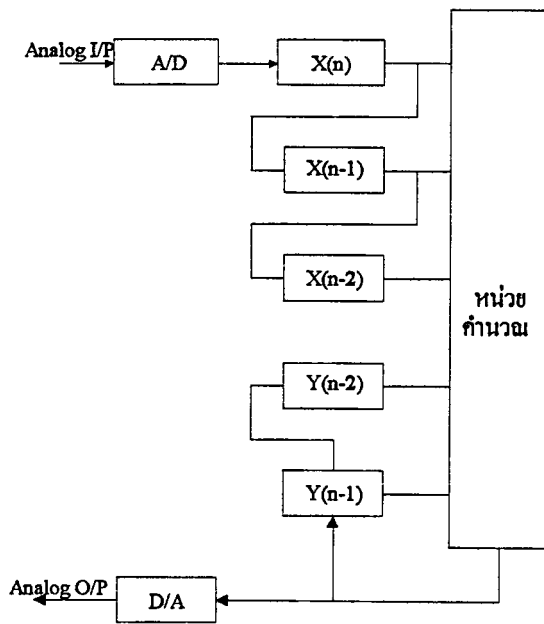 Analog I/P
A/D
X(n)
X(n-1)
X(n-2)
หน่วย
คำนวณ
Y(n-2)
Y(n-1)
Analog O/P
D/A